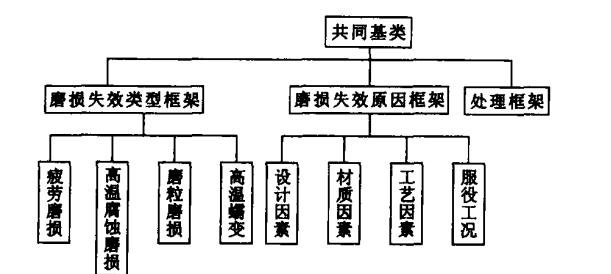 共同基类
磨损失效类型框架
磨损失效原因框架
处理框架
疲劳磨损
高温腐蚀磨损
磨粒磨损
高温蠕变
设计因素
材质因素
工艺因素
服役工况